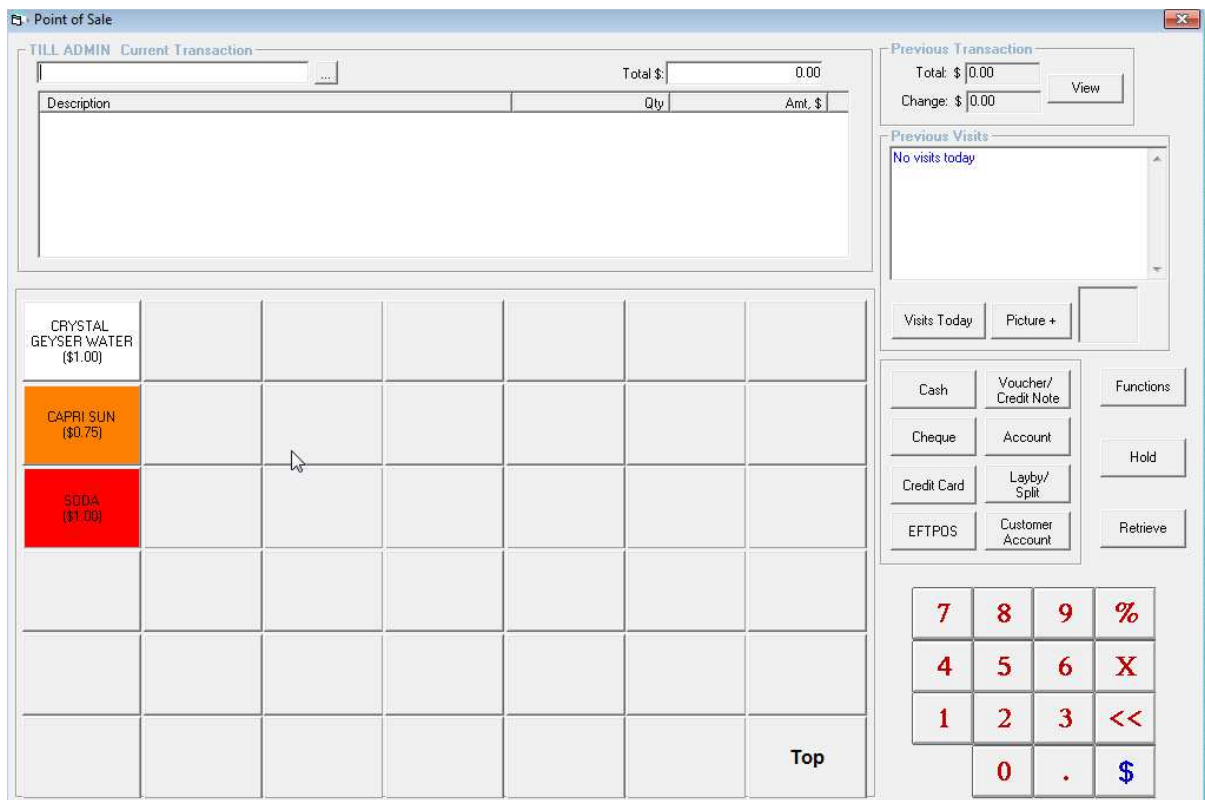 Point of Sale
TILL ADMIN Current Transaction
... Total $: 0.00
Description Qty Amt, $
Previous Transaction
Total: $ 0.00
View
Change: $ 0.00
Previous Visits
No visits today
Visits Today Picture +
CRYSTAL
GEYSER WATER
($1.00)
CAPRI SUN
($0.75)
SODA
($1.00)
Top
Cash
Voucher/
Credit Note
Functions
Cheque
Account
Hold
Credit Card
Layby/
Split
EFTPOS
Customer
Account
Retrieve
7 8 9 %
4 5 6 X
1 2 3 <<
0 . $